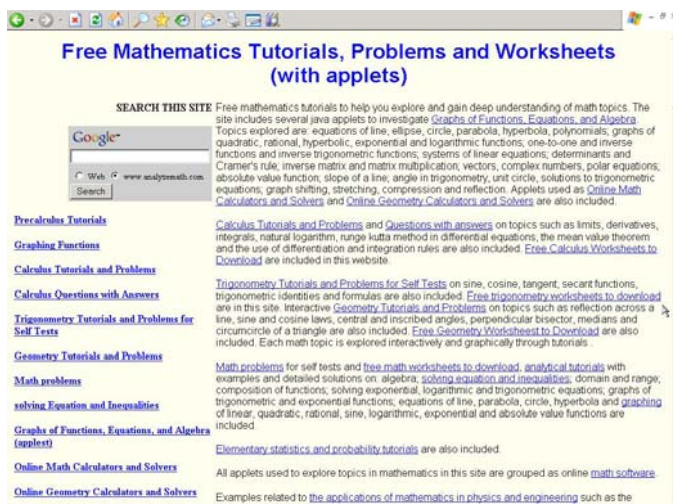 Free Mathematics Tutorials, Problems and Worksheets
(with applets)
SEARCH THIS SITE
Google
Web www.analyzemath.com
Search
Precalculus Tutorials
Graphing Functions
Calculus Tutorials and Problems
Calculus Questions with Answers
Trigonometry Tutorials and Problems for
Self Tests
Geometry Tutorials and Problems
Math problems
solving Equation and Inequalities
Graphs of Functions, Equations, and Algebra
(applest)
Online Math Calculators and Solvers
Online Geometry Calculators and Solvers
Free mathematics tutorials to help you explore and gain deep understanding of math topics. The
site includes several java applets to investigate Graphs of Functions, Equations, and Algebra.
Topics explored are: equations of line, ellipse, circle, parabola, hyperbola, polynomials; graphs of
quadratic, rational, hyperbolic, exponential and logarithmic functions; one-to-one and inverse
functions and inverse trigonometric functions; systems of linear equations; determinants and
Cramer's rule, inverse matrix and matrix multiplication; vectors, complex numbers, polar equations;
absolute value function; slope of a line; angle in trigonometry, unit circle, solutions to trigonometric
equations; graph shifting, stretching, compression and reflection. Applets used as Online Math
Calculators and Solvers and Online Geometry Calculators and Solvers are also included.
Calculus Tutorials and Problems and Questions with answers on topics such as limits, derivatives,
integrals, natural logarithm, runge kutta method in differential equations, the mean value theorem
and the use of differentiation and integration rules are also included. Free Calculus Worksheets to
Download are included in this website.
Trigonometry Tutorials and Problems for Self Tests on sine, cosine, tangent, secant functions,
trigonometric identities and formulas are also included. Free trigonometry worksheets to download
are in this site. Interactive Geometry Tutorials and Problems on topics such as reflection across a
line, sine and cosine laws, central and inscribed angles, perpendicular bisector, medians and
circumcircle of a triangle are also included. Free Geometry Worksheest to Download are also
included. Each math topic is explored interactively and graphically through tutorials .
Math problems for self tests and free math worksheets to download, analytical tutorials with
examples and detailed solutions on: algebra; solving equation and inequalities; domain and range;
composition of functions; solving exponential, logarithmic and trigonometric equations; graphs of
trigonometric and exponential functions; equations of line, parabola, circle, hyperbola and graphing
of linear, quadratic, rational, sine, logarithmic, exponential and absolute value functions are
included.
Elementary statistics and probability tutorials are also included.
All applets used to explore topics in mathematics in this site are grouped as online math software.
Examples related to the applications of mathematics in physics and engineering such as the